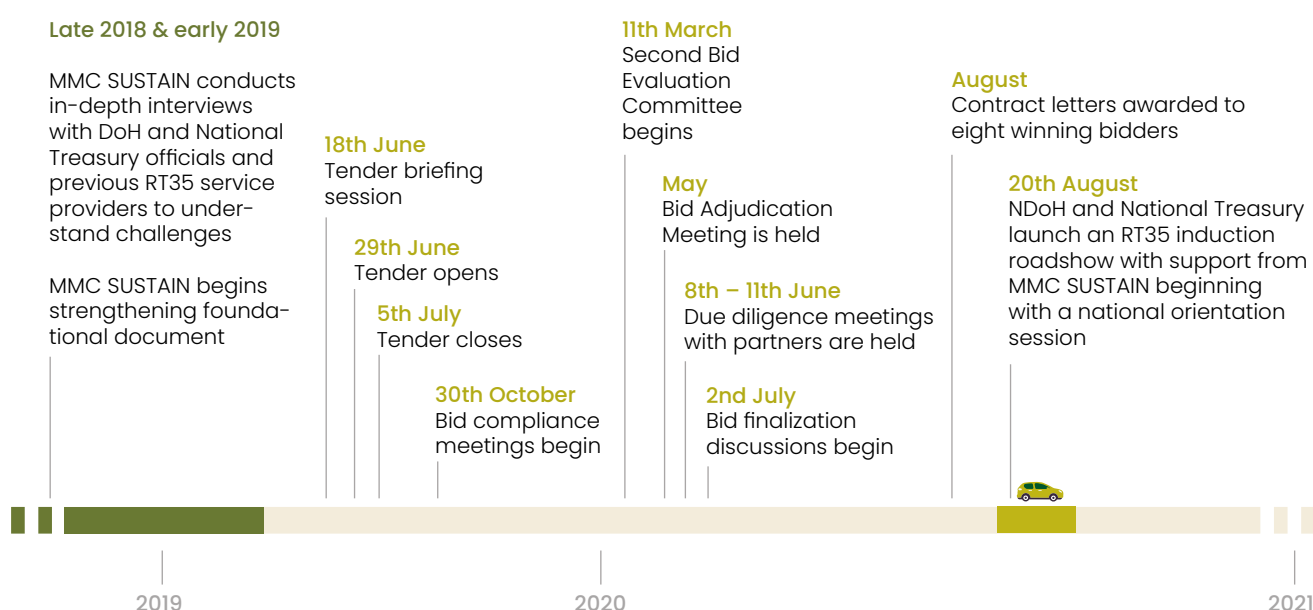 Late 2018 & early 2019
MMC SUSTAIN conducts
in-depth interviews
with DoH and National
Treasury officials and
previous RT35 service
providers to under-
stand challenges
MMC SUSTAIN begins
strengthening founda-
tional document
18th June
Tender briefing
session
29th June
Tender opens
5th July
Tender closes
30th October
Bid compliance
meetings begin
11th March
Second Bid
Evaluation
Committee
begins
May
Bid Adjudication
Meeting is held
8th – 11th June
Due diligence meetings
with partners are held
2nd July
Bid finalization
discussions begin
August
Contract letters awarded to
eight winning bidders
20th August
NDoH and National Treasury
launch an RT35 induction
roadshow with support from
MMC SUSTAIN beginning
with a national orientation
session
2019
2020
2021